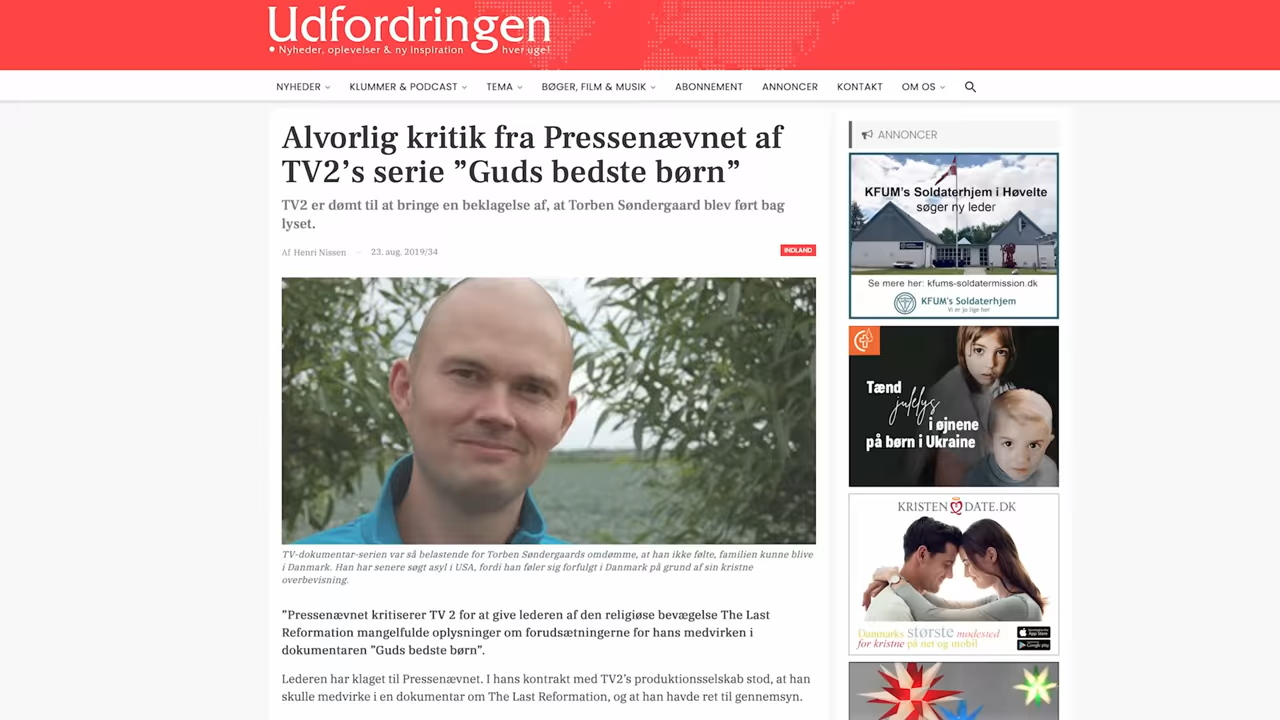 Udfordringen
Nyheder, oplevelser & ny inspiration hver uge!
NYHEDER
KLUMMER & PODCAST
TEMA
BØGER, FILM & MUSIK
ABONNEMENT
ANNONCER
KONTAKT
OM OS
Alvorlig kritik fra Pressenævnet af
TV2’s serie ”Guds bedste børn”
TV2 er dømt til at bringe en beklagelse af, at Torben Søndergaard blev ført bag
lyset.
Af Henri Nissen – 23. aug. 2019/34
INDLAND
TV-dokumentar-serien var så belastende for Torben Søndergaards omdømme, at han ikke følte, familien kunne blive
i Danmark. Han har senere søgt asyl i USA, fordi han føler sig forfulgt i Danmark på grund af sin kristne
overbevisning.
”Pressenævnet kritiserer TV 2 for at give lederen af den religiøse bevægelse The Last
Reformation mangelfulde oplysninger om forudsætningerne for hans medvirken i
dokumentaren ”Guds bedste børn”.
Lederen har klaget til Pressenævnet. I hans kontrakt med TV2’s produktionsselskab stod, at han
skulle medvirke i en dokumentar om The Last Reformation, og at han havde ret til gennemsyn.
ANNONCER
KFUM’s Soldaterhjem i Høvelte
søger ny leder
Se mere her: kfums-soldatermission.dk
KFUM’s Soldaterhjem
Vi er jo lige her
Tænd
julelys
i øjnene
på børn i Ukraine
KRISTEN DATE.DK
Danmarks største mødested
for kristne på net og mobil
App Store
Google play